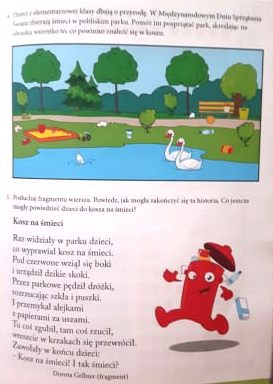 Dzieci z elementarzowej klasy dbają o przyrodę. W Międzynarodowym Dniu Sprzątania
Świata zbierają śmieci w pobliskim parku. Pomóż im posprzątać park, skreślając na
obrazku wszystko to, co powinno znaleźć się w koszu.
5. Posłuchaj fragmentu wiersza. Powiedz, jak mogła zakończyć się ta historia. Co jeszcze
mogły powiedzieć dzieci do kosza na śmieci?
Kosz na śmieci
Raz widziały w parku dzieci,
co wyprawiał kosz na śmieci.
Pod czerwone wziął się boki
i urządził dzikie skoki.
Przez parkowe pędził dróżki,
rozrzucając szkła i puszki.
I przemykał alejkami
z papierami za uszami.
Tu coś zgubił, tam coś rzucił,
wreszcie w krzakach się przewrócił.
Zawołały w końcu dzieci:
– Kosz na śmieci! I tak śmieci?
Dorota Gellner (fragment)